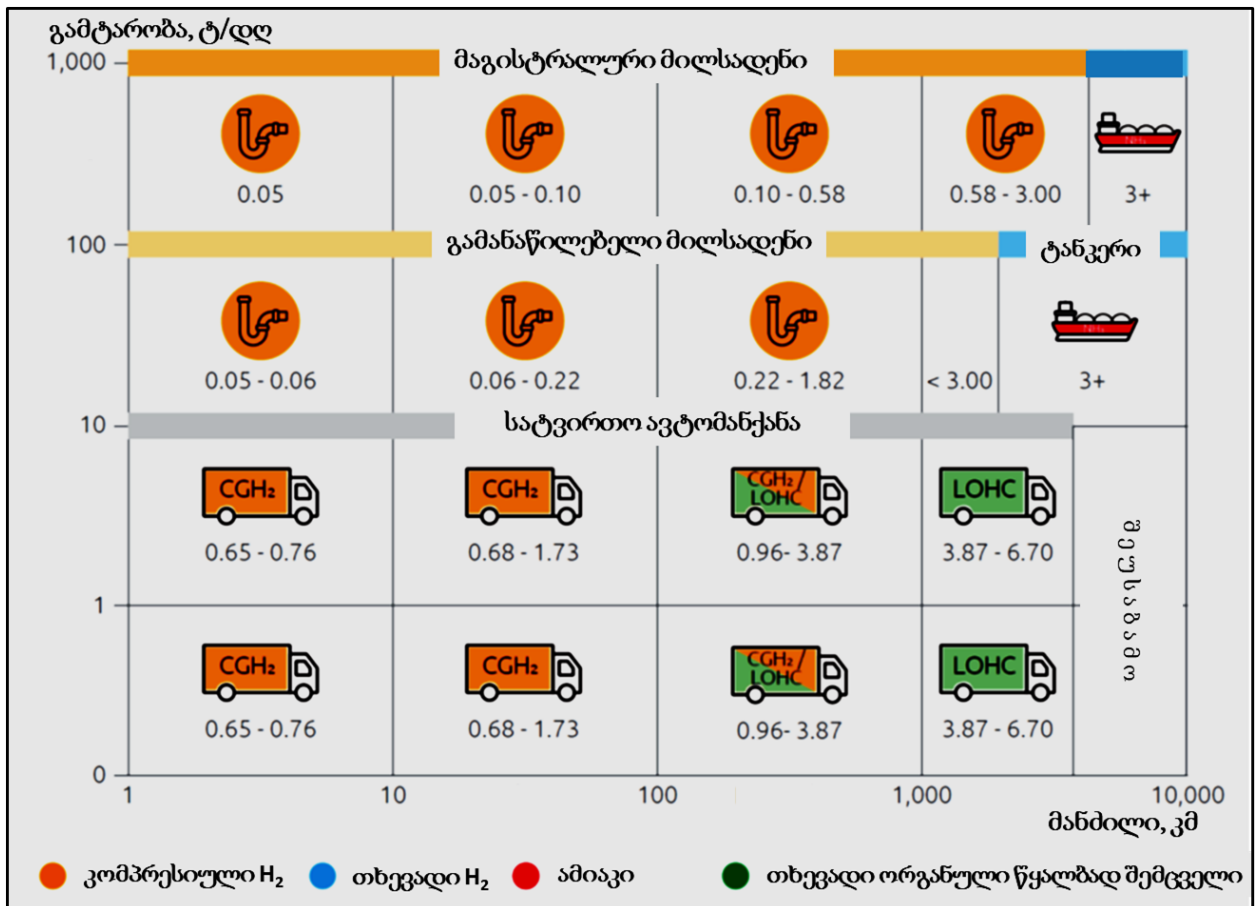 გამტარობა, ტ/დღ
1,000 მაგისტრალური მილსადენი
NH₃
0.05 0.05 - 0.10 0.10 - 0.58 0.58 - 3.00 3+
100 გამანაწილებელი მილსადენი ტანკერი
NH₃
0.05 - 0.06 0.06 - 0.22 0.22 - 1.82 < 3.00 3+
10 სატვირთო ავტომანქანა
CGH₂ CGH₂ CGH₂/ LOHC LOHC
0.65 - 0.76 0.68 - 1.73 0.96- 3.87 3.87 - 6.70
შეუსაბამო
1
CGH₂ CGH₂ CGH₂/ LOHC LOHC
0.65 - 0.76 0.68 - 1.73 0.96- 3.87 3.87 - 6.70
0
1 10 100 1,000 10,000
მანძილი, კმ
კომპრესიული H₂ თხევადი H₂ ამიაკი თხევადი ორგანული წყალბად შემცველი